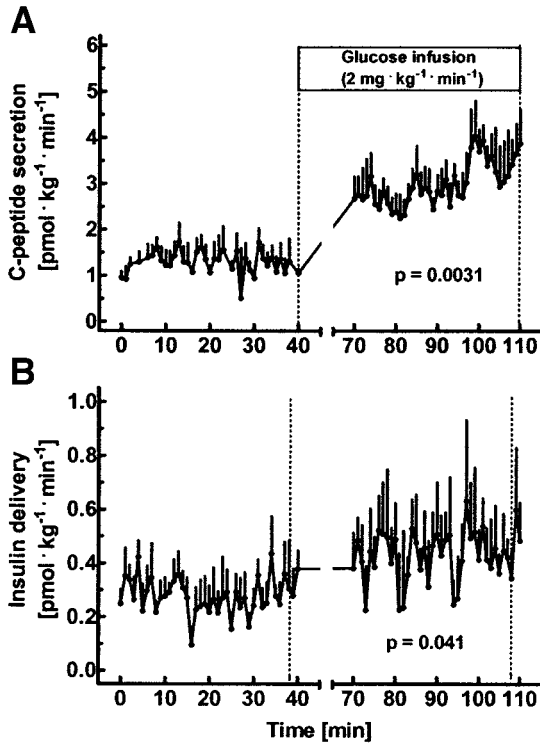 A
Glucose infusion
(2 mg · kg⁻¹ · min⁻¹)
C-peptide secretion
[pmol · kg⁻¹ · min⁻¹]
6
5
4
3
2
1
0
p = 0.0031
0 10 20 30 40 70 80 90 100 110
B
Insulin delivery
[pmol · kg⁻¹ · min⁻¹]
1.0
0.8
0.6
0.4
0.2
0.0
p = 0.041
0 10 20 30 40 70 80 90 100 110
Time [min]